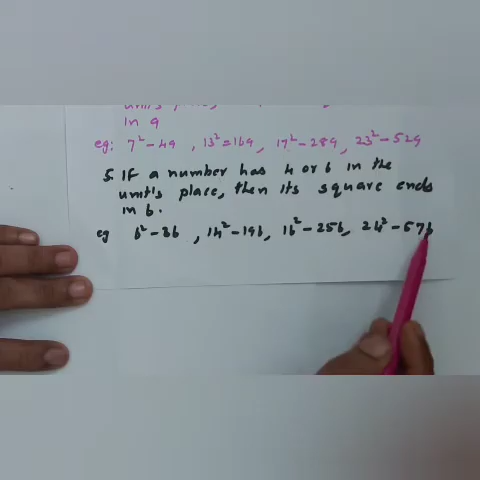 in 9
eg: 7² - 49 , 13² = 169 , 17² - 289 , 23² - 529
5. If a number has 4 or 6 in the
unit's place, then its square ends
in 6.
eg 6² - 36 , 14² - 196, 16² - 256, 24² - 576